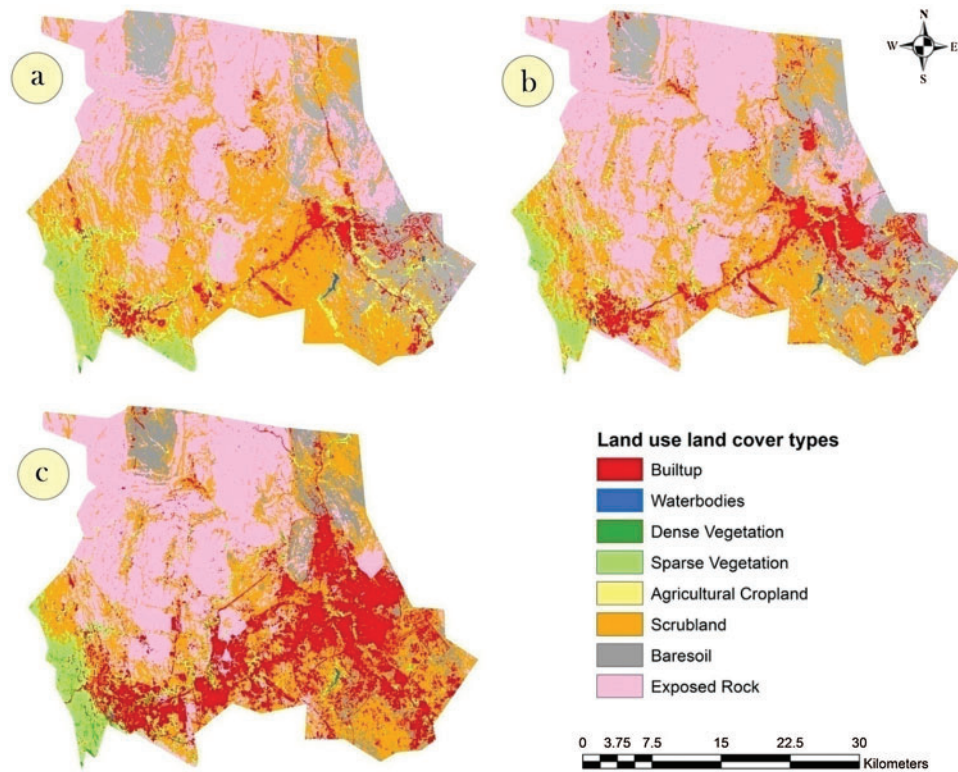 a
b
N
W E
S
c
Land use land cover types
Builtup
Waterbodies
Dense Vegetation
Sparse Vegetation
Agricultural Cropland
Scrubland
Baresoil
Exposed Rock
0 3.75 7.5 15 22.5 30
Kilometers